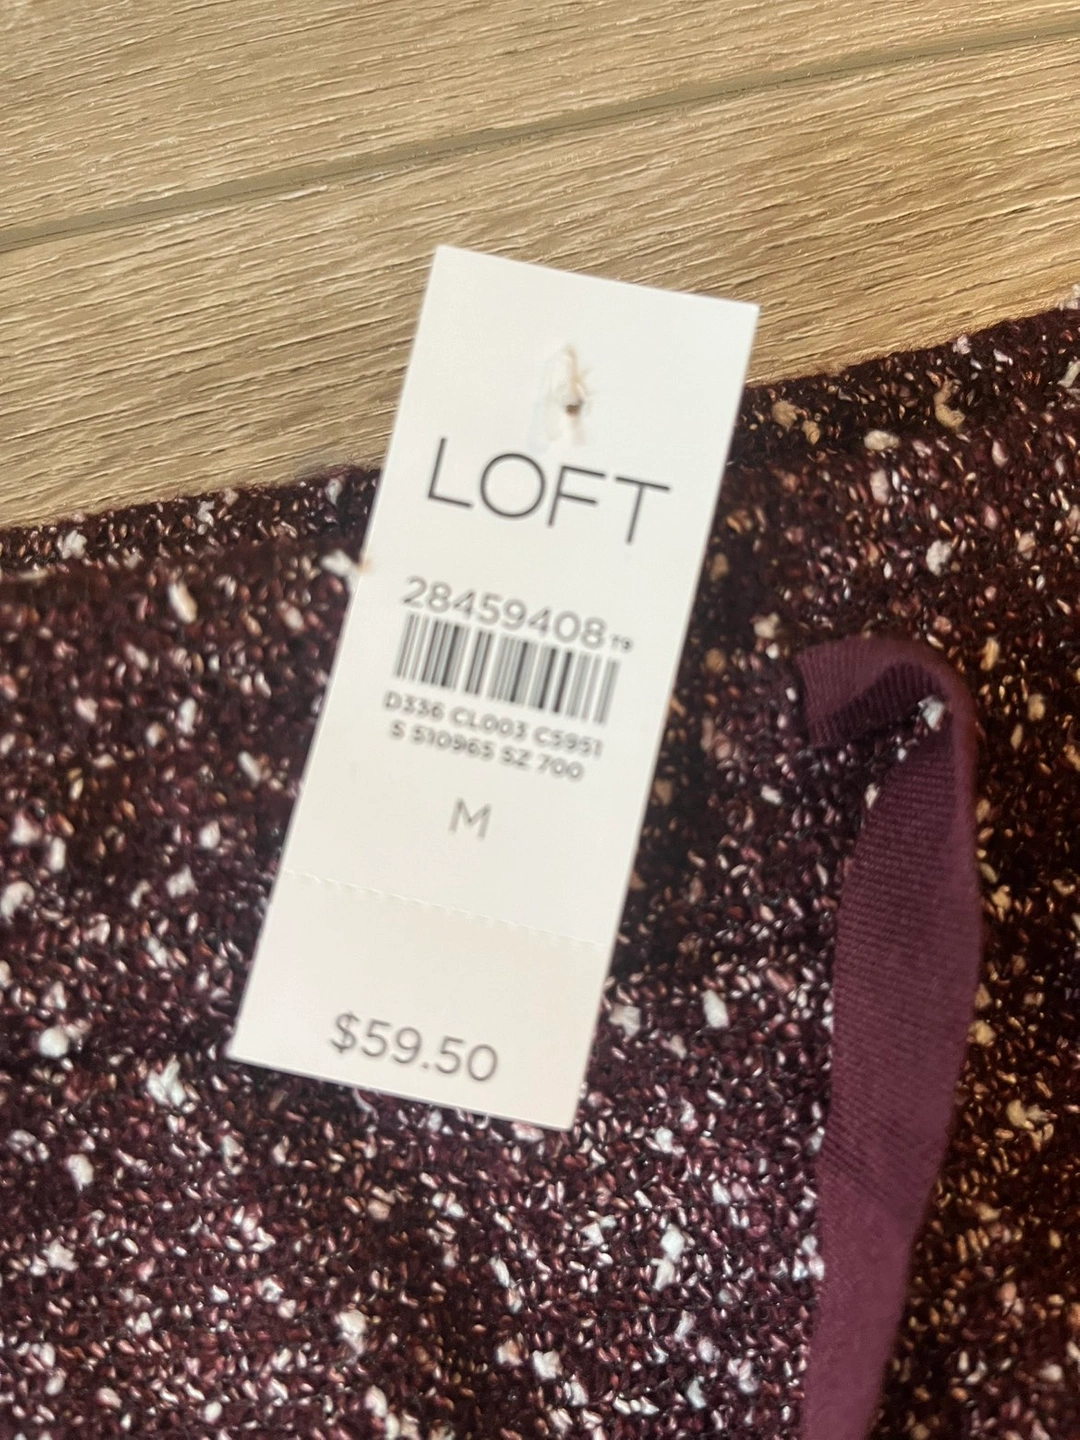 LOFT
28459408 T9
D336 CL003 C5951
S 510965 SZ 700
M
$59.50